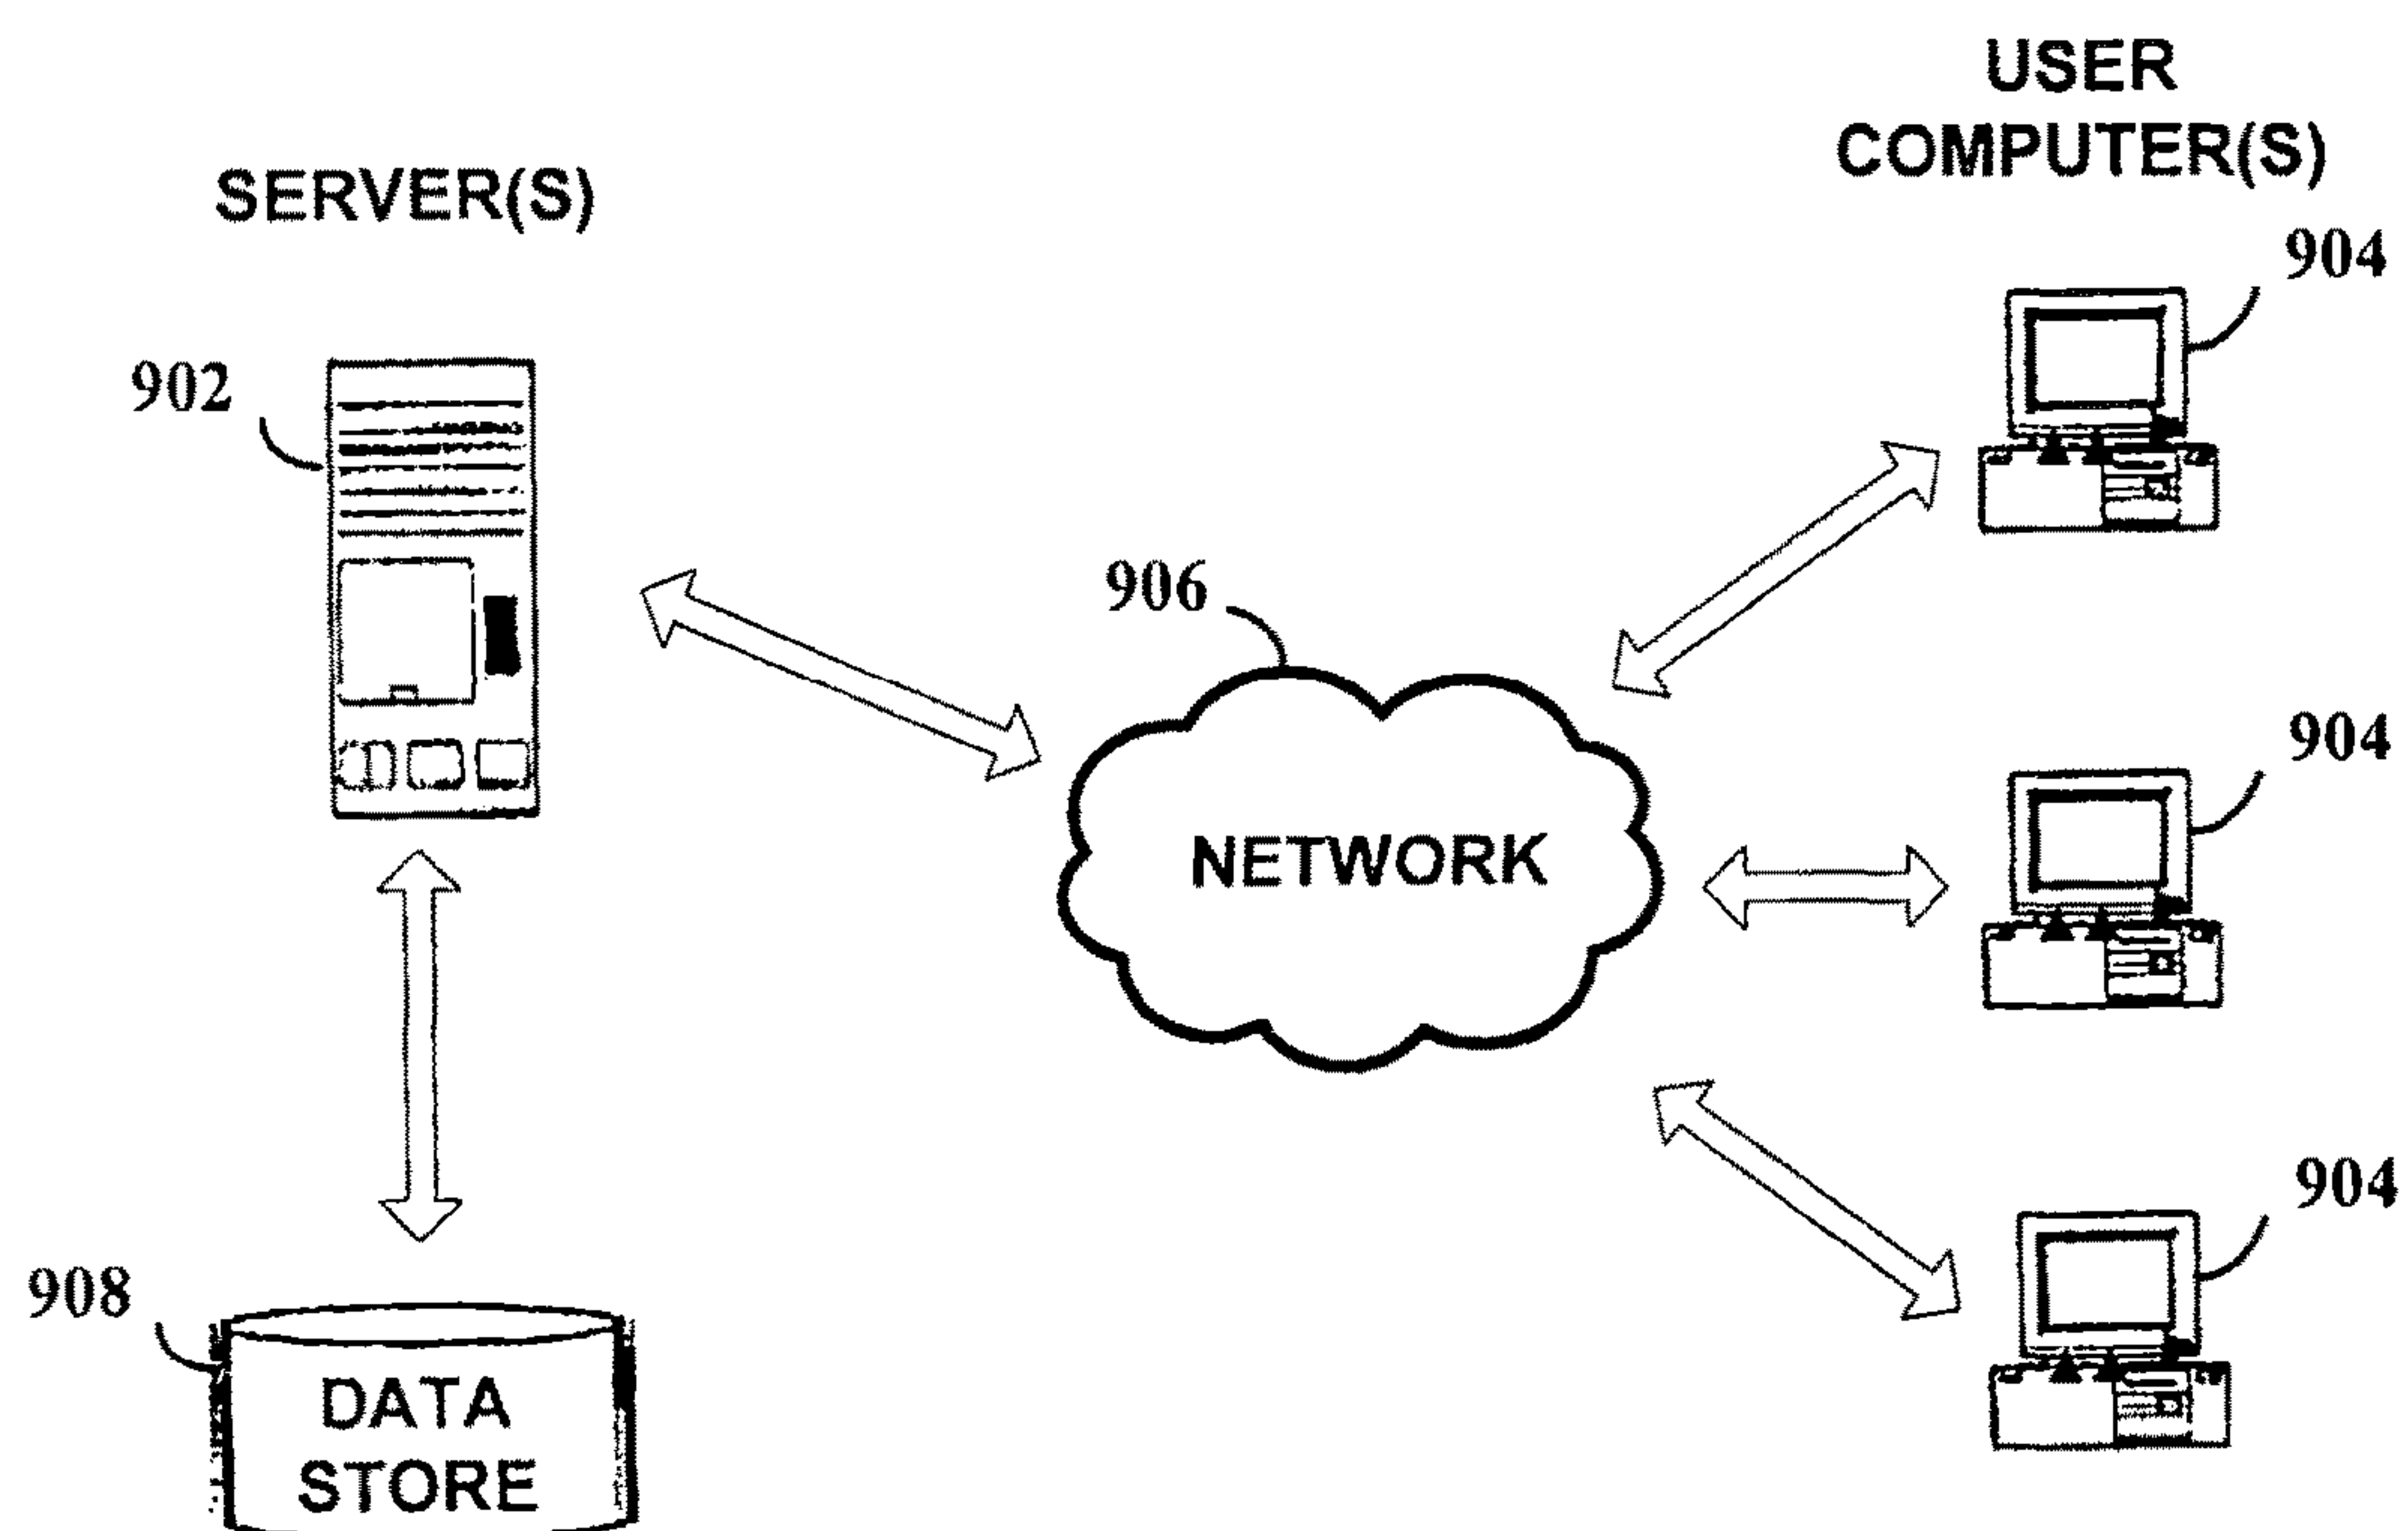 USER
COMPUTER(S)
SERVER(S)
904
902
906
904
NETWORK
904
908
DATA
STORE